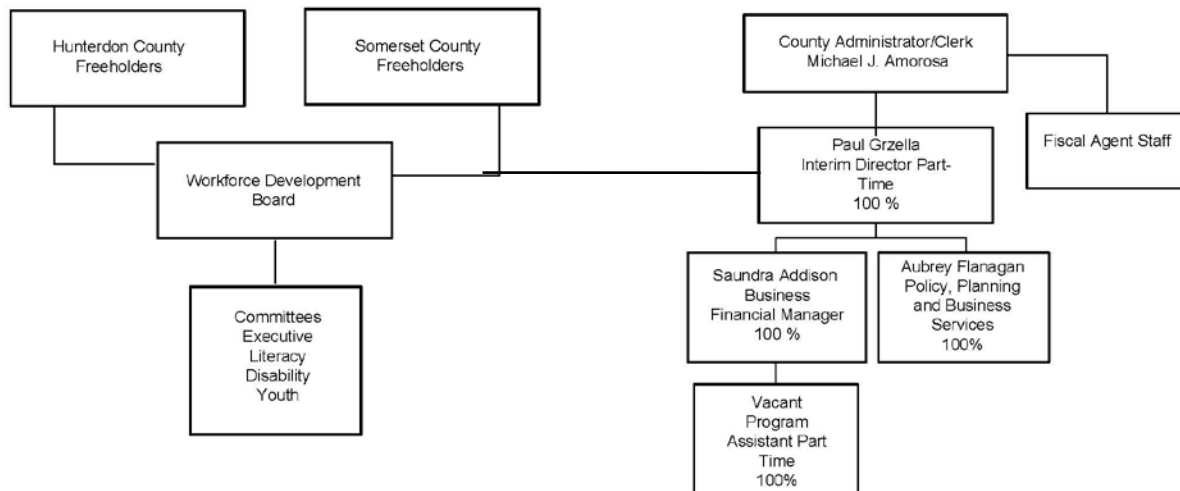 Hunterdon County
Freeholders
Somerset County
Freeholders
County Administrator/Clerk
Michael J. Amorosa
Fiscal Agent Staff
Workforce Development
Board
Paul Grzella
Interim Director Part-
Time
100 %
Committees
Executive
Literacy
Disability
Youth
Saundra Addison
Business
Financial Manager
100 %
Aubrey Flanagan
Policy, Planning
and Business
Services
100%
Vacant
Program
Assistant Part
Time
100%